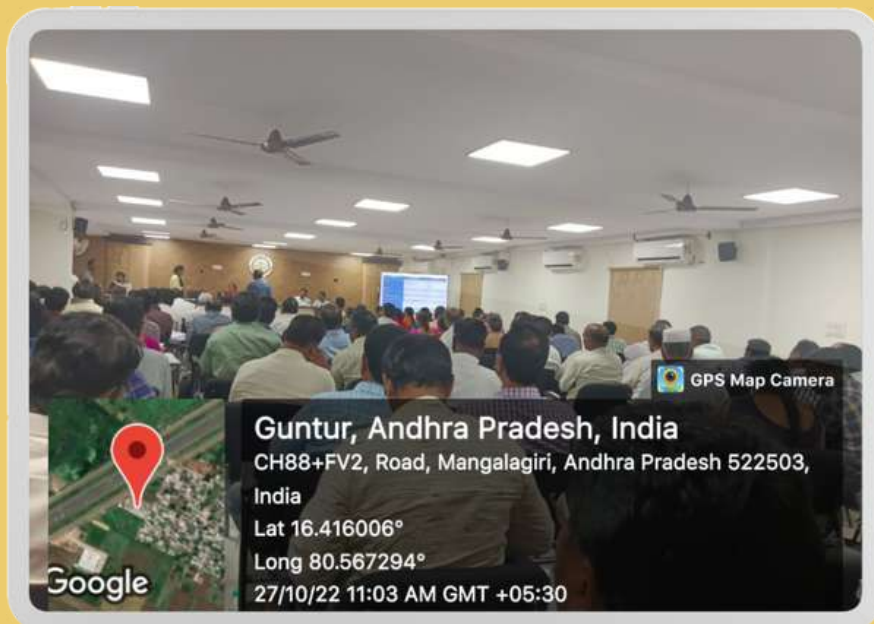 GPS Map Camera
Guntur, Andhra Pradesh, India
CH88+FV2, Road, Mangalagiri, Andhra Pradesh 522503,
India
Lat 16.416006°
Long 80.567294°
27/10/22 11:03 AM GMT +05:30
Google